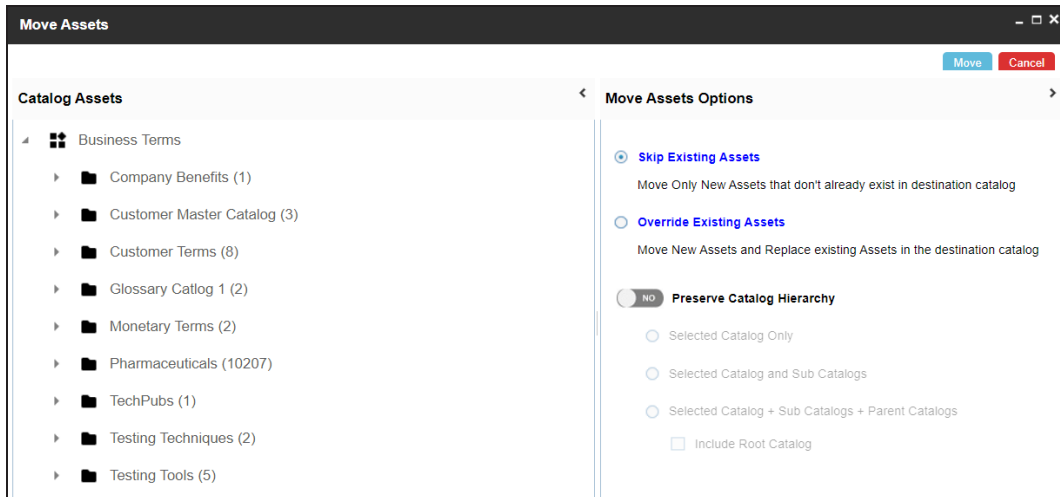 Move Assets
Move Cancel
Catalog Assets
Business Terms
Company Benefits (1)
Customer Master Catalog (3)
Customer Terms (8)
Glossary Catlog 1 (2)
Monetary Terms (2)
Pharmaceuticals (10207)
TechPubs (1)
Testing Techniques (2)
Testing Tools (5)
Move Assets Options
Skip Existing Assets
Move Only New Assets that don't already exist in destination catalog
Override Existing Assets
Move New Assets and Replace existing Assets in the destination catalog
NO Preserve Catalog Hierarchy
Selected Catalog Only
Selected Catalog and Sub Catalogs
Selected Catalog + Sub Catalogs + Parent Catalogs
Include Root Catalog